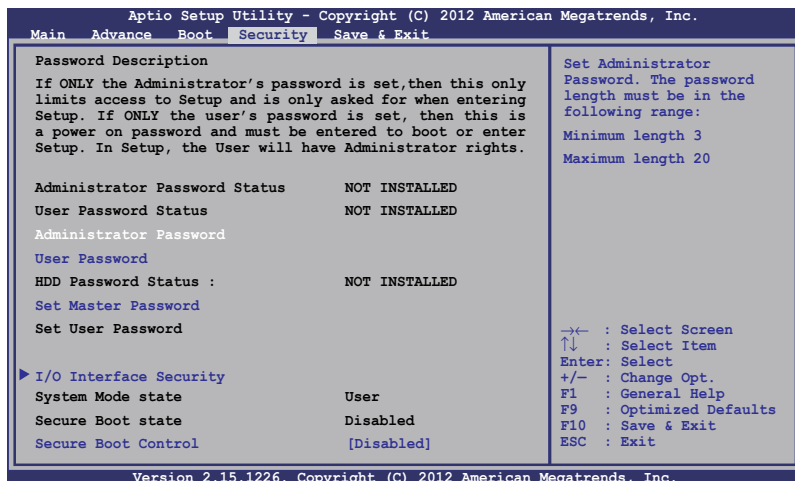 Aptio Setup Utility - Copyright (C) 2012 American Megatrends, Inc.
Main Advance Boot Security Save & Exit
Password Description
If ONLY the Administrator's password is set,then this only
limits access to Setup and is only asked for when entering
Setup. If ONLY the user's password is set, then this is
a power on password and must be entered to boot or enter
Setup. In Setup, the User will have Administrator rights.
Administrator Password Status NOT INSTALLED
User Password Status NOT INSTALLED
Administrator Password
User Password
HDD Password Status : NOT INSTALLED
Set Master Password
Set User Password
I/O Interface Security
System Mode state User
Secure Boot state Disabled
Secure Boot Control [Disabled]
Set Administrator
Password. The password
length must be in the
following range:
Minimum length 3
Maximum length 20
→← : Select Screen
↑↓ : Select Item
Enter: Select
+/− : Change Opt.
F1 : General Help
F9 : Optimized Defaults
F10 : Save & Exit
ESC : Exit
Version 2.15.1226. Copyright (C) 2012 American Megatrends, Inc.